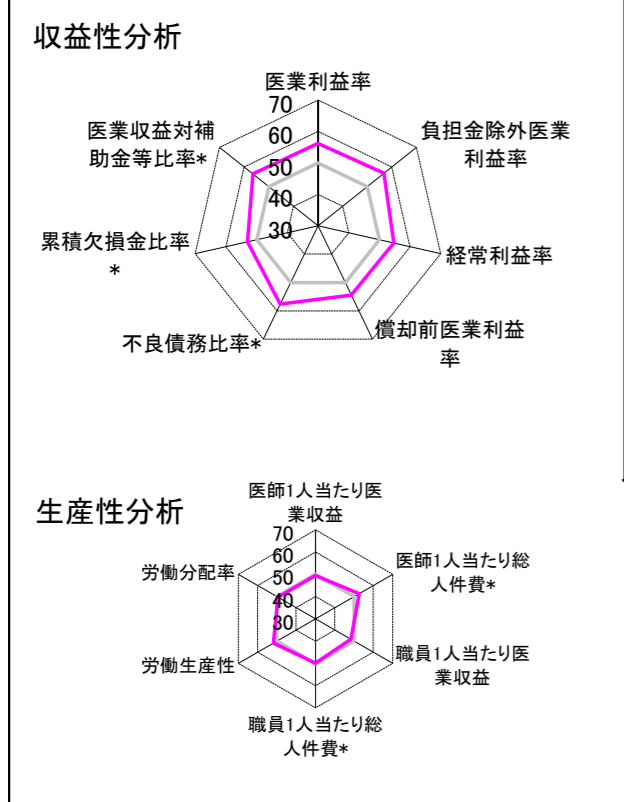 収益性分析
医業利益率
70
60
50
40
30
負担金除外医業
利益率
経常利益率
償却前医業利益
率
不良債務比率*
累積欠損金比率
*
医業収益対補
助金等比率*
生産性分析
医師1人当たり医
業収益
70
60
50
40
30
医師1人当たり総
人件費*
職員1人当たり医
業収益
職員1人当たり総
人件費*
労働生産性
労働分配率